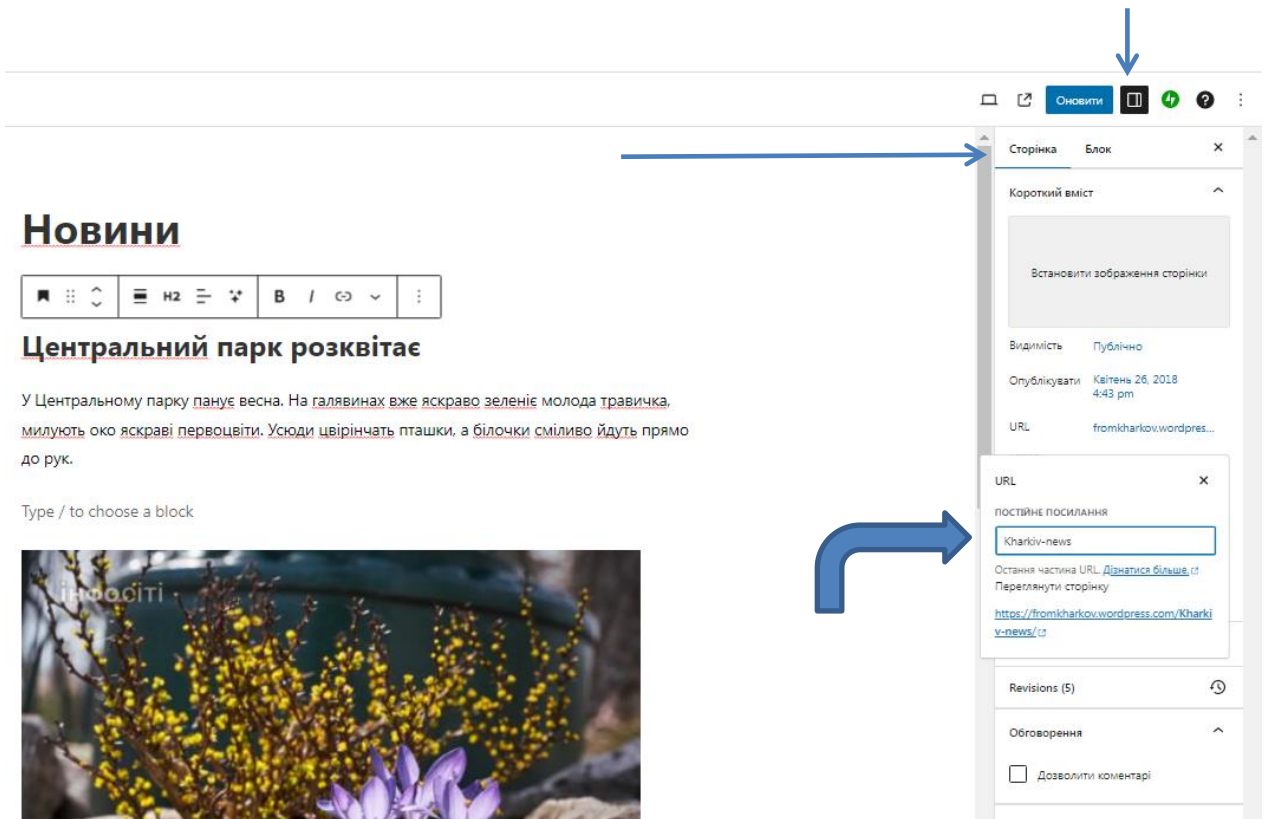 Оновити
Сторінка Блок
Короткий вміст
Новини
Встановити зображення сторінки
H2 B I
Центральний парк розквітає
Видимість Публічно
Опублікувати Квітень 26, 2018
4:43 pm
У Центральному парку панує весна. На галявинах вже яскраво зеленіє молода травичка,
милують око яскраві первоцвіти. Усюди цвірінчать пташки, а білочки сміливо йдуть прямо
до рук.
URL fromkharkov.wordpres...
URL
Type / to choose a block
ПОСТІЙНЕ ПОСИЛАННЯ
Kharkiv-news
Остання частина URL. Дізнатися більше.
Переглянути сторінку
https://fromkharkov.wordpress.com/Kharki
v-news/
інфосіті
Revisions (5)
Обговорення
Дозволити коментарі